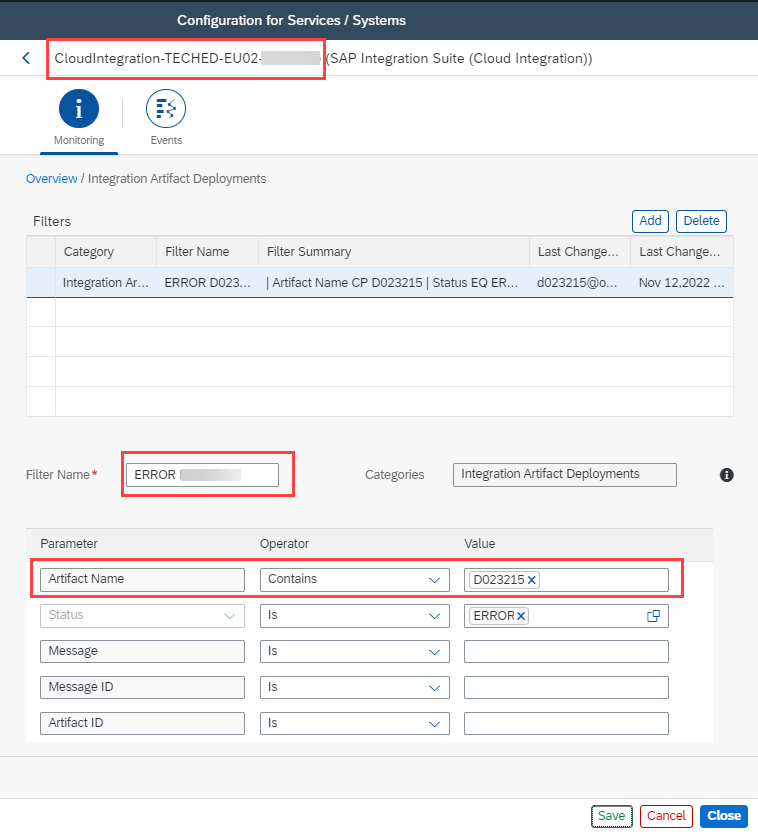 Configuration for Services / Systems
CloudIntegration-TECHED-EU02- (SAP Integration Suite (Cloud Integration))
Monitoring Events
Overview / Integration Artifact Deployments
Filters Add Delete
Category Filter Name Filter Summary Last Change... Last Change...
Integration Ar... ERROR D023... | Artifact Name CP D023215 | Status EQ ER... d023215@o... Nov 12,2022 ...
Filter Name* ERROR Categories Integration Artifact Deployments
Parameter Operator Value
Artifact Name Contains D023215
Status Is ERROR
Message Is
Message ID Is
Artifact ID Is
Save Cancel Close